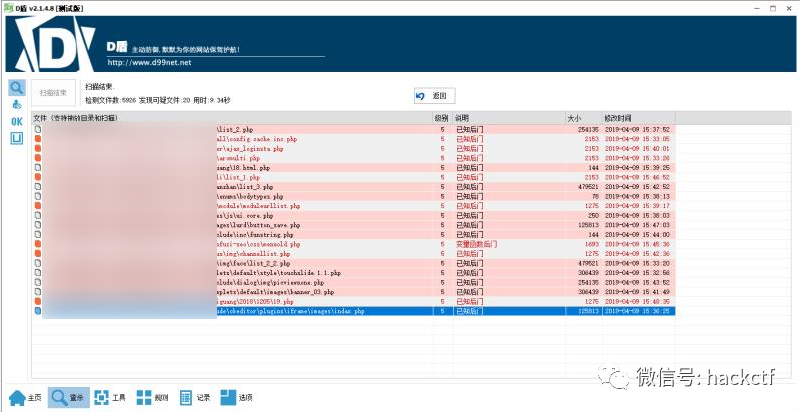 D盾 v2.1.4.8 [测试版]
D盾 主动防御,默默为你的网站保驾护航!
http://www.d99net.net
扫描结束
扫描结束.
检测文件数:5926 发现可疑文件:20 用时:9.34秒
返回
文件（支持拖放目录和扫描） 级别 说明 大小 修改时间
\list_2.php 5 已知后门 254135 2019-04-09 15:37:52
all\config.cache.inc.php 5 已知后门 2153 2019-04-09 15:33:05
er\ajax_loginsta.php 5 已知后门 2153 2019-04-09 15:40:01
\arcmulti.php 5 已知后门 2153 2019-04-09 15:33:26
uang\18.html.php 5 已知后门 144 2019-04-09 15:39:25
li\list_1.php 5 已知后门 2153 2019-04-09 15:46:52
anzhan\list_3.php 5 已知后门 479521 2019-04-09 15:42:52
\enums\bodytypes.php 5 已知后门 78 2019-04-09 15:38:13
\module\moduleurllist.php 5 已知后门 1275 2019-04-09 15:39:17
es\js\ui.core.php 5 已知后门 250 2019-04-09 15:38:03
ages\lurd\button_save.php 5 已知后门 125813 2019-04-09 15:47:03
lude\inc\funstring.php 5 已知后门 144 2019-04-09 15:44:00
nfuzi-seo\css\menuold.php 5 变量函数后门 1693 2019-04-09 15:45:36
us\img\channellist.php 5 已知后门 1275 2019-04-09 15:42:36
\img\face\list_2_2.php 5 已知后门 479521 2019-04-09 15:33:20
lets\default\style\touchslide.1.1.php 5 已知后门 306439 2019-04-09 15:32:56
clude\dialog\img\picviewnone.php 5 已知后门 254135 2019-04-09 15:43:52
mplets\default\images\banner_03.php 5 已知后门 306439 2019-04-09 15:41:49
iguang\2018\1205\19.php 5 已知后门 1275 2019-04-09 15:48:35
ude\ckeditor\plugins\iframe\images\index.php 5 已知后门 125813 2019-04-09 15:36:25
微信号: hackctf
主页 查杀 工具 规则 记录 选项